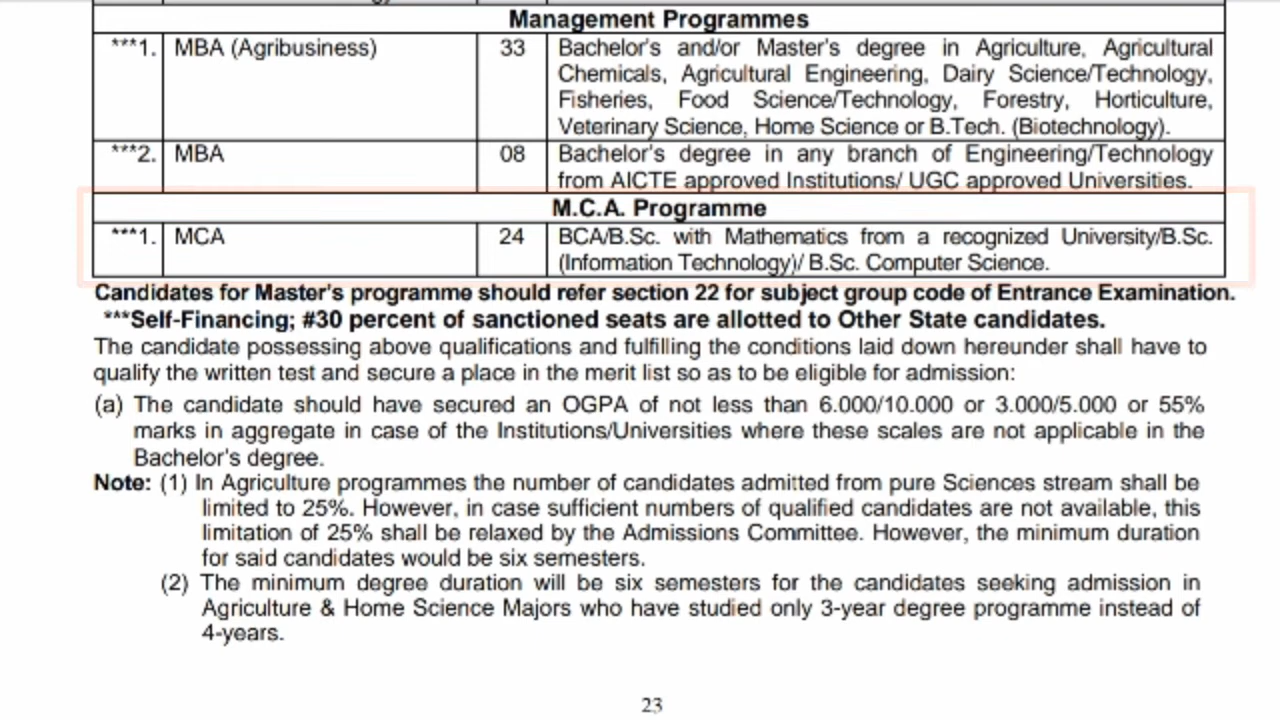 Management Programmes
***1. MBA (Agribusiness) 33 Bachelor's and/or Master's degree in Agriculture, Agricultural
Chemicals, Agricultural Engineering, Dairy Science/Technology,
Fisheries, Food Science/Technology, Forestry, Horticulture,
Veterinary Science, Home Science or B.Tech. (Biotechnology).
***2. MBA 08 Bachelor's degree in any branch of Engineering/Technology
from AICTE approved Institutions/ UGC approved Universities.
M.C.A. Programme
***1. MCA 24 BCA/B.Sc. with Mathematics from a recognized University/B.Sc.
(Information Technology)/ B.Sc. Computer Science.
Candidates for Master's programme should refer section 22 for subject group code of Entrance Examination.
***Self-Financing; #30 percent of sanctioned seats are allotted to Other State candidates.
The candidate possessing above qualifications and fulfilling the conditions laid down hereunder shall have to
qualify the written test and secure a place in the merit list so as to be eligible for admission:
(a) The candidate should have secured an OGPA of not less than 6.000/10.000 or 3.000/5.000 or 55%
marks in aggregate in case of the Institutions/Universities where these scales are not applicable in the
Bachelor's degree.
Note: (1) In Agriculture programmes the number of candidates admitted from pure Sciences stream shall be
limited to 25%. However, in case sufficient numbers of qualified candidates are not available, this
limitation of 25% shall be relaxed by the Admissions Committee. However, the minimum duration
for said candidates would be six semesters.
(2) The minimum degree duration will be six semesters for the candidates seeking admission in
Agriculture & Home Science Majors who have studied only 3-year degree programme instead of
4-years.
23